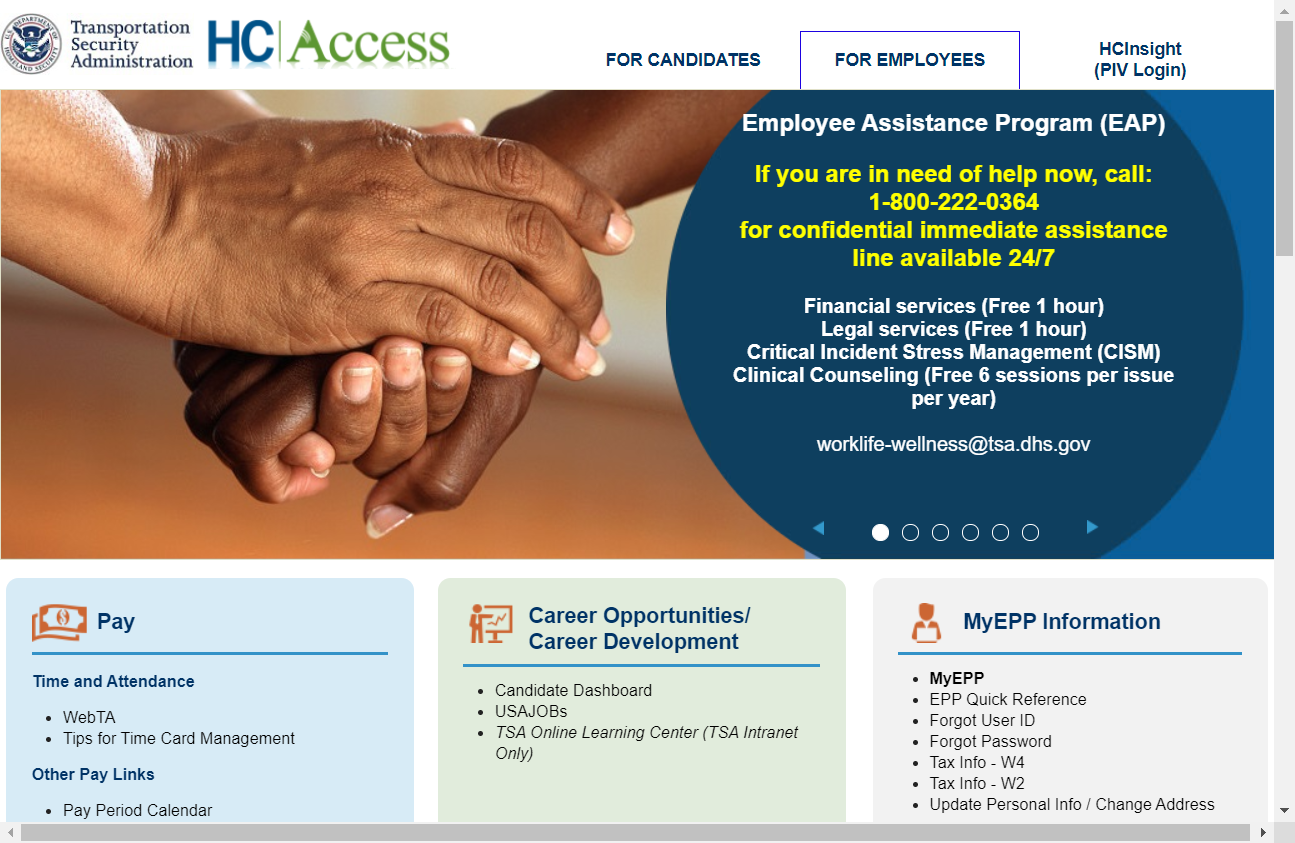 Transportation
Security
Administration
HC Access
FOR CANDIDATES
FOR EMPLOYEES
HCInsight
(PIV Login)
Employee Assistance Program (EAP)
If you are in need of help now, call:
1-800-222-0364
for confidential immediate assistance
line available 24/7
Financial services (Free 1 hour)
Legal services (Free 1 hour)
Critical Incident Stress Management (CISM)
Clinical Counseling (Free 6 sessions per issue
per year)
worklife-wellness@tsa.dhs.gov
Pay
Time and Attendance
WebTA
Tips for Time Card Management
Other Pay Links
Pay Period Calendar
Career Opportunities/
Career Development
Candidate Dashboard
USAJOBs
TSA Online Learning Center (TSA Intranet
Only)
MyEPP Information
MyEPP
EPP Quick Reference
Forgot User ID
Forgot Password
Tax Info - W4
Tax Info - W2
Update Personal Info / Change Address